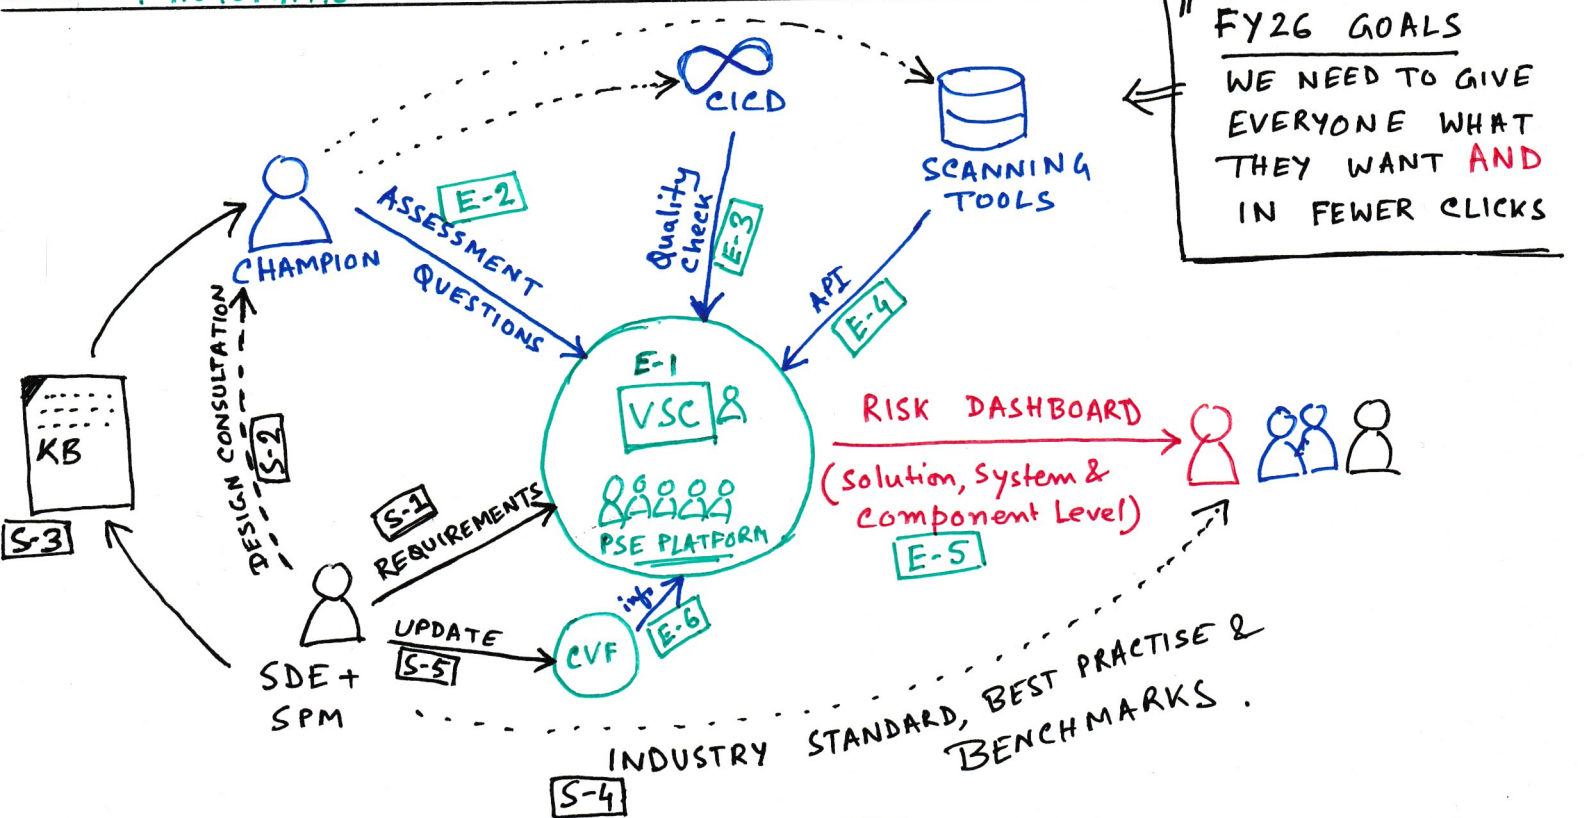 FY26 GOALS
WE NEED TO GIVE
EVERYONE WHAT
THEY WANT AND
IN FEWER CLICKS
CICD
SCANNING
TOOLS
CHAMPION
ASSESSMENT
QUESTIONS
E-2
Quality
Check
E-3
API
E-4
DESIGN CONSULTATION
S-2
KB
S-3
E-1
VSC
PSE PLATFORM
RISK DASHBOARD
(Solution, System &
Component Level)
E-5
S-1
REQUIREMENTS
SDE +
SPM
UPDATE
S-5
CVF
info
E-6
INDUSTRY STANDARD, BEST PRACTISE &
BENCHMARKS.
S-4